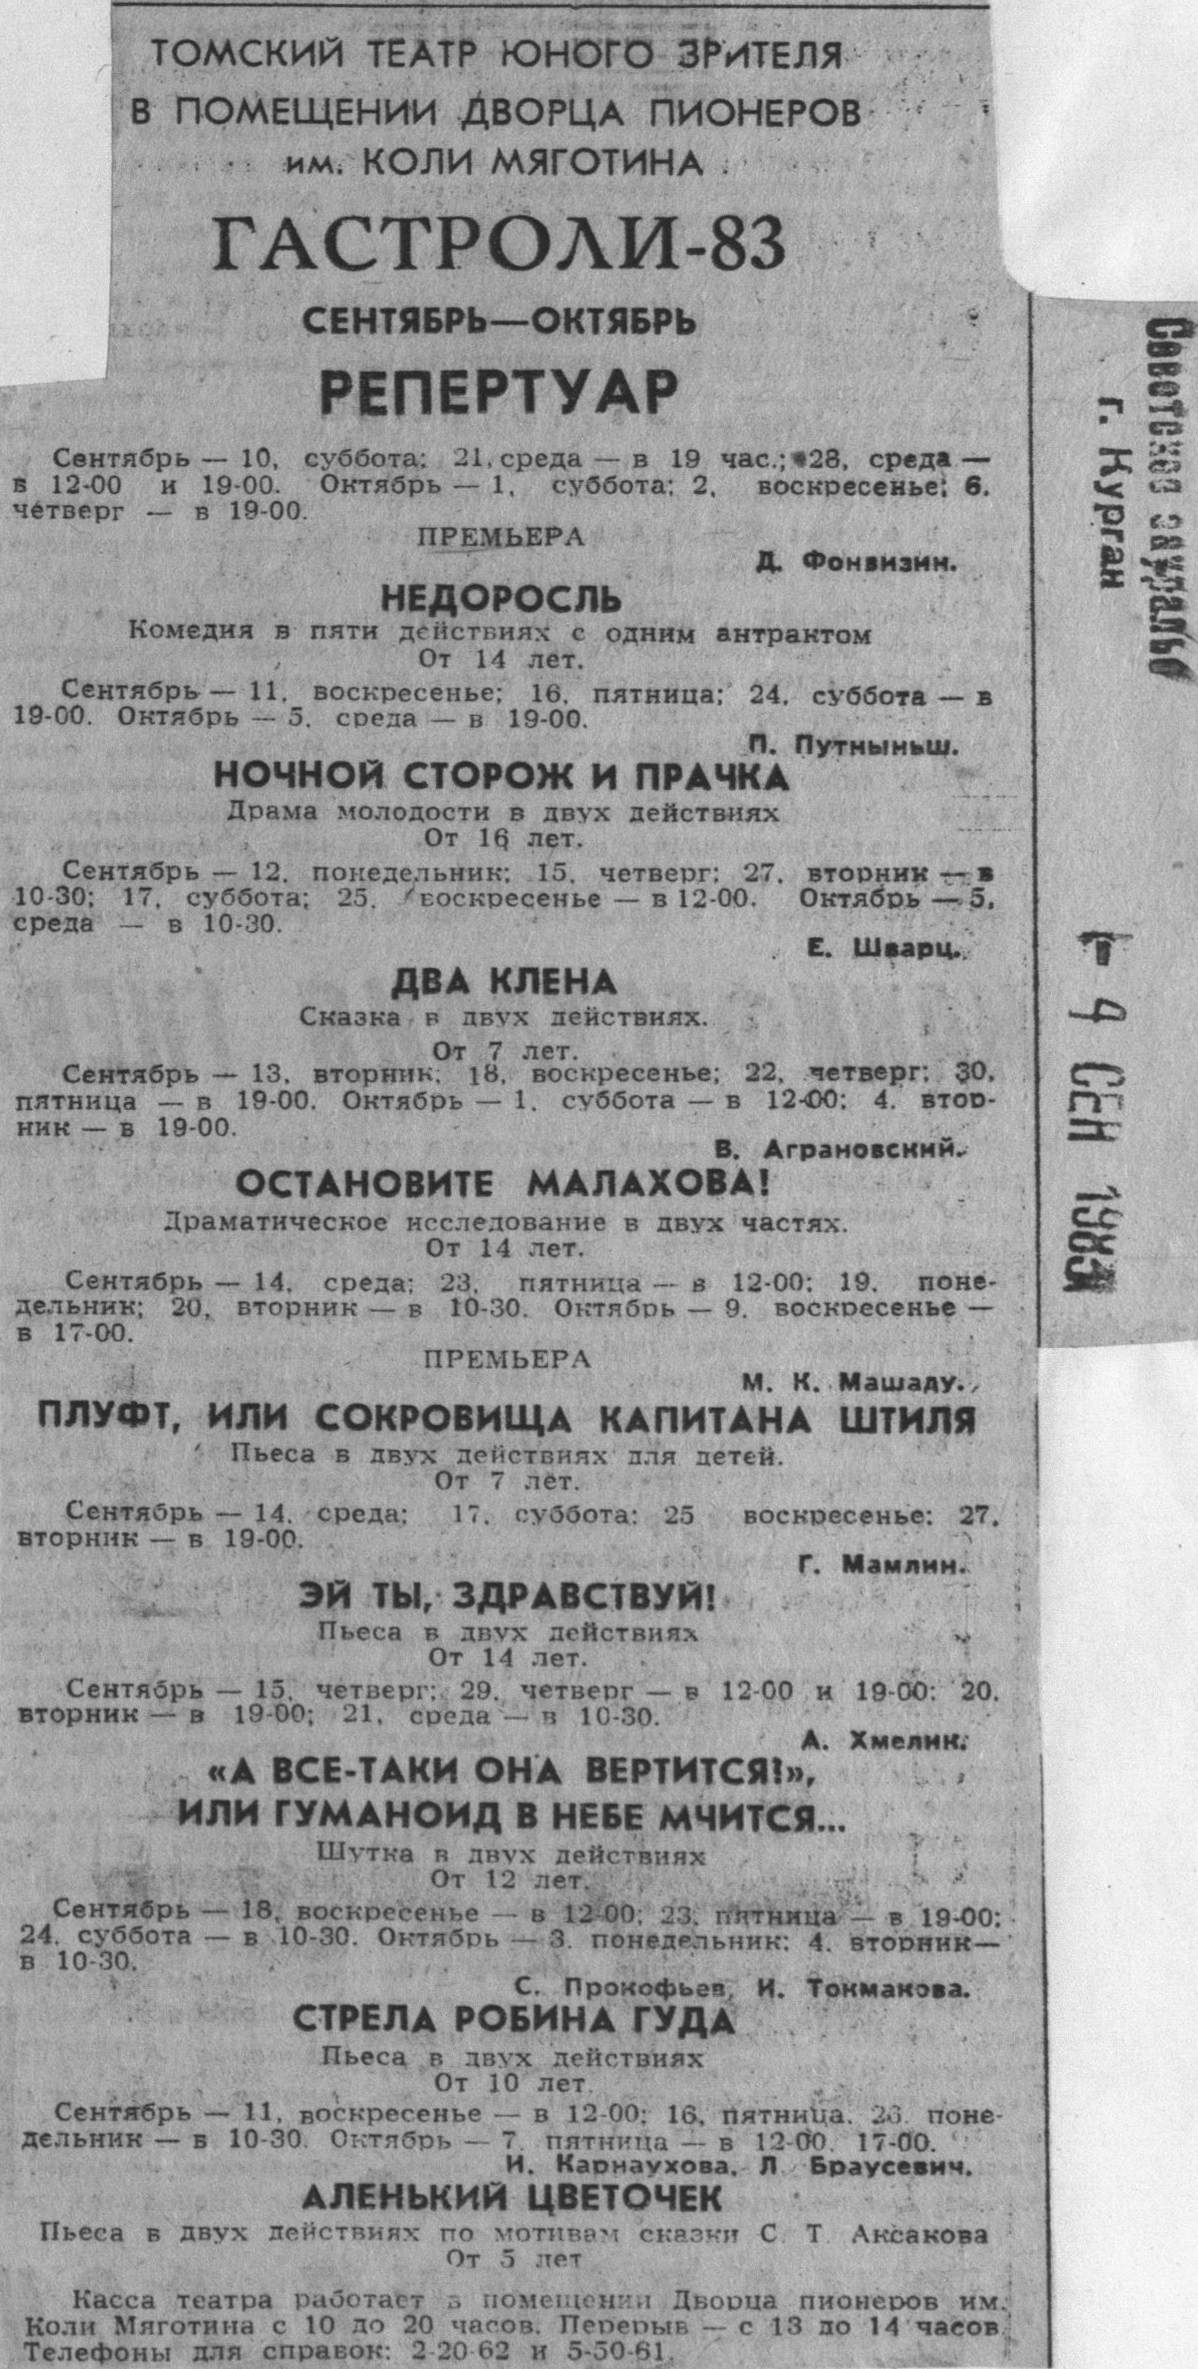 ТОМСКИЙ ТЕАТР ЮНОГО ЗРИТЕЛЯ
В ПОМЕЩЕНИИ ДВОРЦА ПИОНЕРОВ
им. КОЛИ МЯГОТИНА
ГАСТРОЛИ-83
СЕНТЯБРЬ—ОКТЯБРЬ
РЕПЕРТУАР
Сентябрь — 10, суббота; 21, среда — в 19 час.; 28, среда —
в 12-00 и 19-00. Октябрь — 1, суббота; 2, воскресенье; 6,
четверг — в 19-00.
ПРЕМЬЕРА
Д. Фонвизин.
НЕДОРОСЛЬ
Комедия в пяти действиях с одним антрактом
От 14 лет.
Сентябрь — 11, воскресенье; 16, пятница; 24, суббота — в
19-00. Октябрь — 5, среда — в 19-00.
П. Путныньш.
НОЧНОЙ СТОРОЖ И ПРАЧКА
Драма молодости в двух действиях
От 16 лет.
Сентябрь — 12, понедельник; 15, четверг; 27, вторник — в
10-30; 17, суббота; 25, воскресенье — в 12-00. Октябрь — 5,
среда — в 10-30.
Е. Шварц.
ДВА КЛЕНА
Сказка в двух действиях.
От 7 лет.
Сентябрь — 13, вторник; 18, воскресенье; 22, четверг; 30,
пятница — в 19-00. Октябрь — 1, суббота — в 12-00; 4, втор-
ник — в 19-00.
В. Аграновский.
ОСТАНОВИТЕ МАЛАХОВА!
Драматическое исследование в двух частях.
От 14 лет.
Сентябрь — 14, среда; 23, пятница — в 12-00; 19, поне-
дельник; 20, вторник — в 10-30. Октябрь — 9, воскресенье —
в 17-00.
ПРЕМЬЕРА
М. К. Машаду.
ПЛУФТ, ИЛИ СОКРОВИЩА КАПИТАНА ШТИЛЯ
Пьеса в двух действиях для детей.
От 7 лет.
Сентябрь — 14, среда; 17, суббота; 25 воскресенье; 27,
вторник — в 19-00.
Г. Мамлин.
ЭЙ ТЫ, ЗДРАВСТВУЙ!
Пьеса в двух действиях
От 14 лет.
Сентябрь — 15, четверг; 29, четверг — в 12-00 и 19-00; 20,
вторник — в 19-00; 21, среда — в 10-30.
А. Хмелик.
«А ВСЕ-ТАКИ ОНА ВЕРТИТСЯ?»,
ИЛИ ГУМАНОИД В НЕБЕ МЧИТСЯ...
Шутка в двух действиях
От 12 лет.
Сентябрь — 18, воскресенье — в 12-00; 23, пятница — в 19-00;
24, суббота — в 10-30. Октябрь — 3, понедельник; 4, вторник—
в 10-30.
С. Прокофьев, И. Токмакова.
СТРЕЛА РОБИНА ГУДА
Пьеса в двух действиях
От 10 лет.
Сентябрь — 11, воскресенье — в 12-00; 16, пятница, 26, поне-
дельник — в 10-30. Октябрь — 7, пятница — в 12-00, 17-00.
И. Карнаухова, Л. Браусевич.
АЛЕНЬКИЙ ЦВЕТОЧЕК
Пьеса в двух действиях по мотивам сказки С. Т. Аксакова
От 5 лет
Касса театра работает в помещении Дворца пионеров им.
Коли Мяготина с 10 до 20 часов. Перерыв — с 13 до 14 часов.
Телефоны для справок: 2-20-62 и 5-50-61.
Советское зауралье
г. Курган
- 4 СЕН 1983